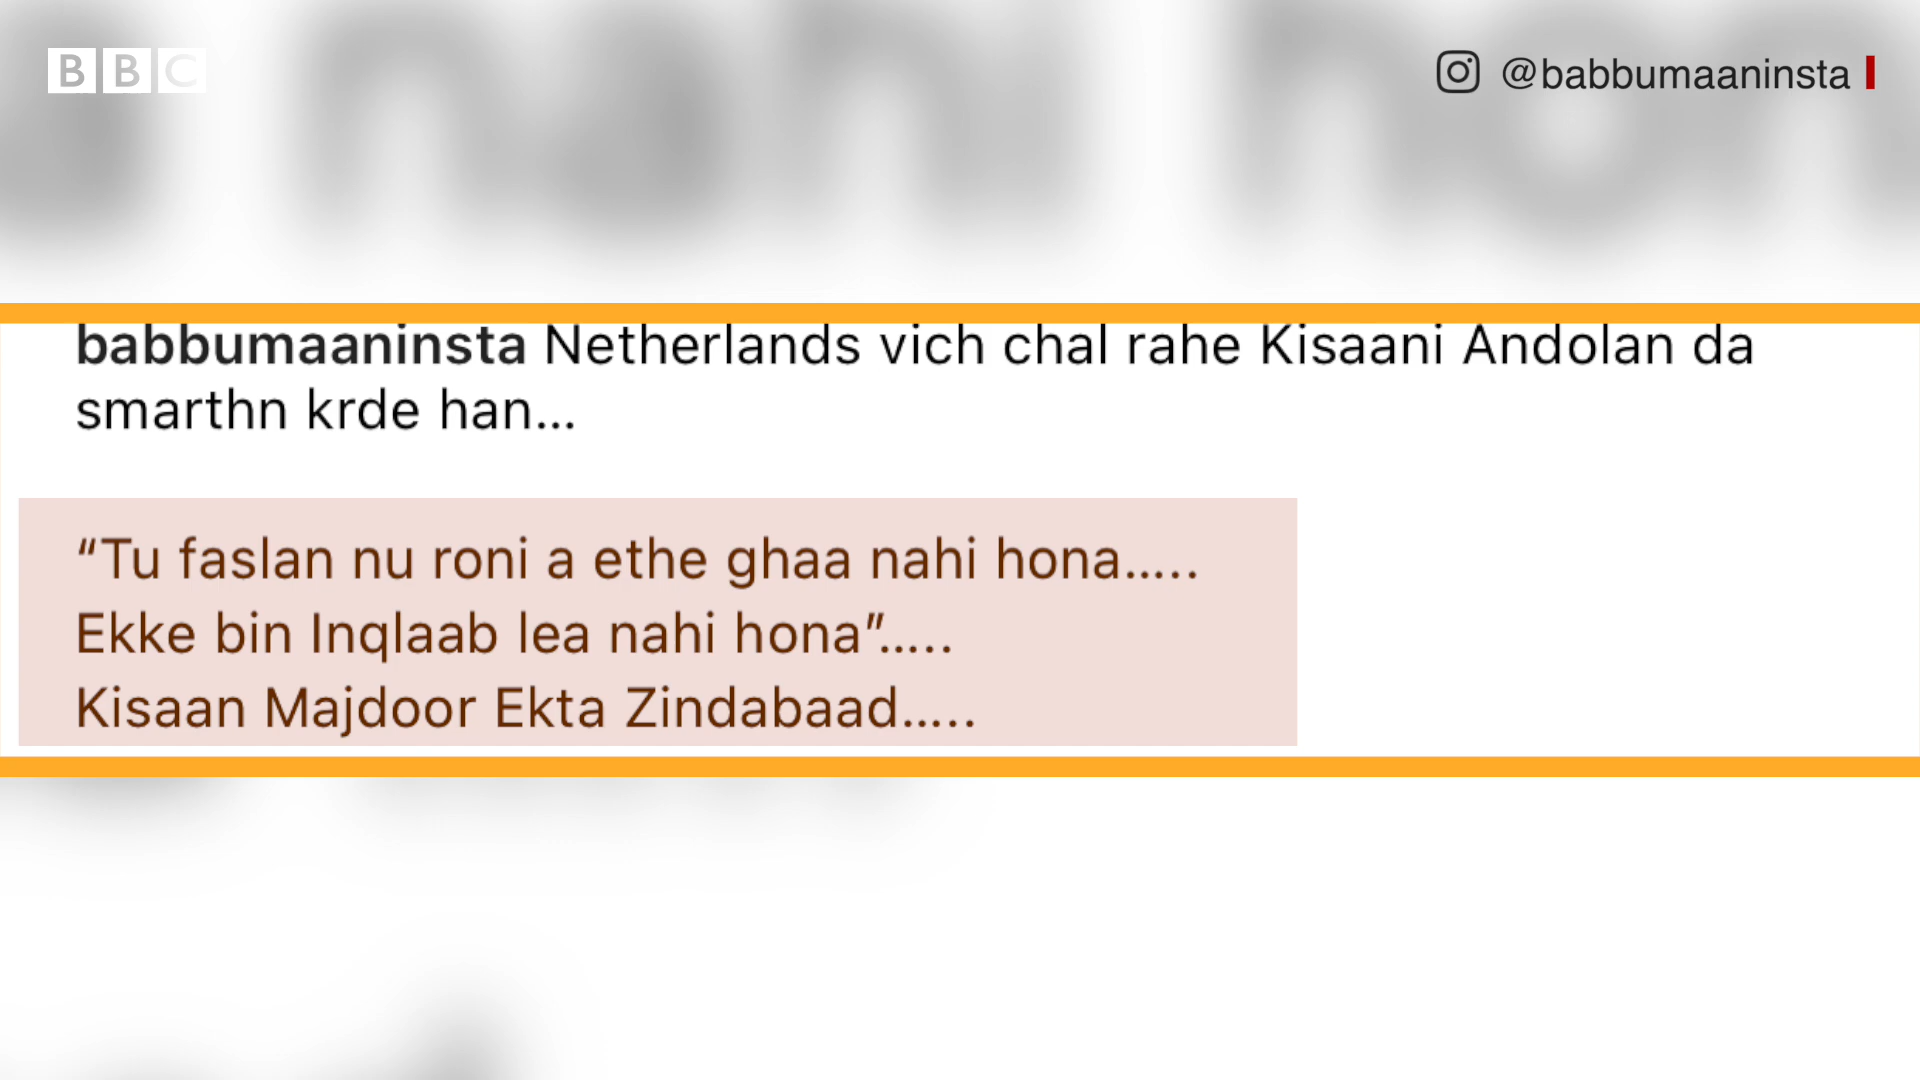 BBC
@babbumaaninsta
babbumaaninsta Netherlands vich chal rahe Kisaani Andolan da
smarthn krde han...
“Tu faslan nu roni a ethe ghaa nahi hona.....
Ekke bin Inqlaab lea nahi hona”.....
Kisaan Majdoor Ekta Zindabaad.....